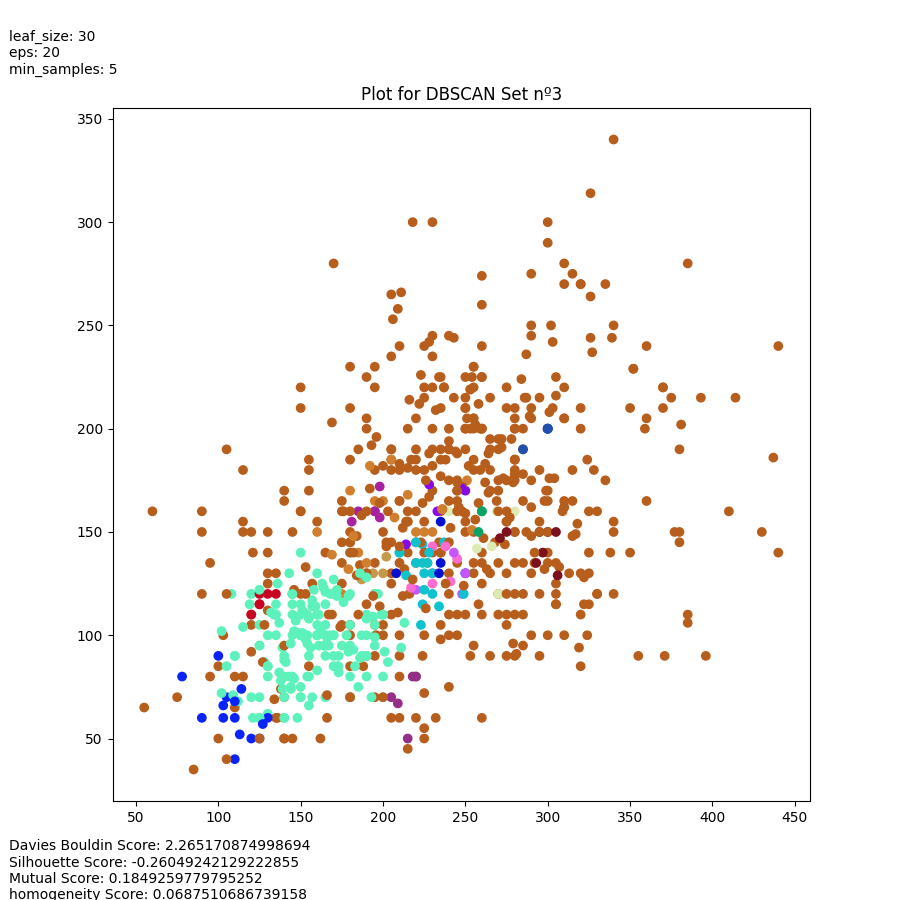 leaf_size: 30
eps: 20
min_samples: 5
Plot for DBSCAN Set nº3
350
300
250
200
150
100
50
50 100 150 200 250 300 350 400 450
Davies Bouldin Score: 2.265170874998694
Silhouette Score: -0.26049242129222855
Mutual Score: 0.1849259779795252
homogeneity Score: 0.0687510686739158